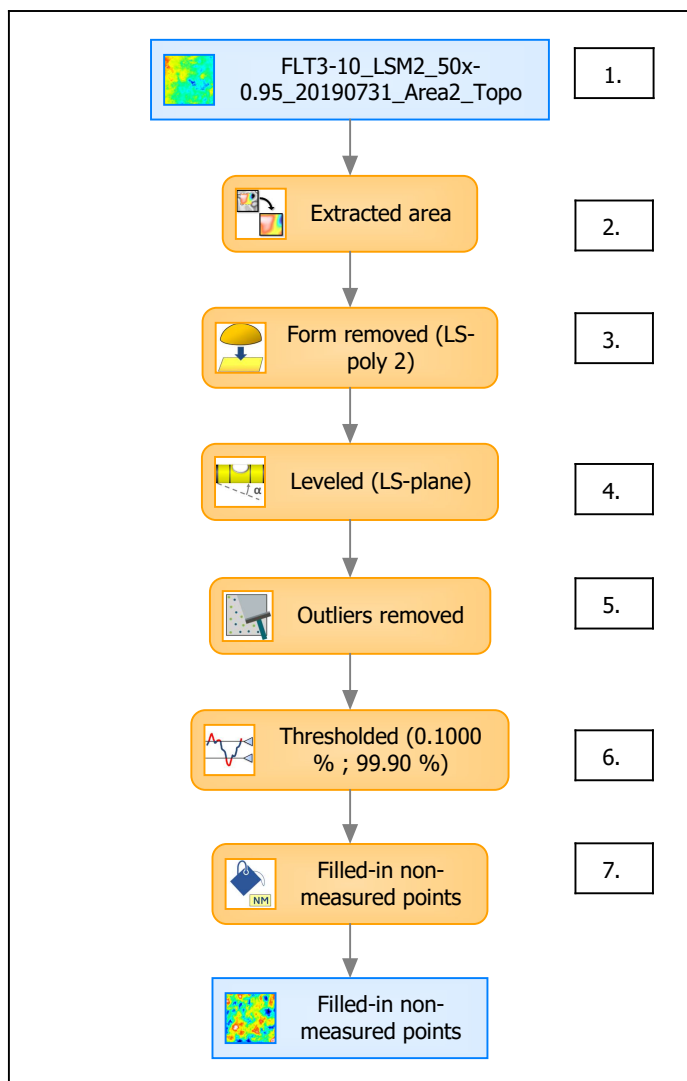 FLT3-10_LSM2_50x-
0.95_20190731_Area2_Topo
1.
Extracted area
2.
Form removed (LS-
poly 2)
3.
Leveled (LS-plane)
α
4.
Outliers removed
5.
Thresholded (0.1000
% ; 99.90 %)
6.
Filled-in non-
measured points
NM
7.
Filled-in non-
measured points